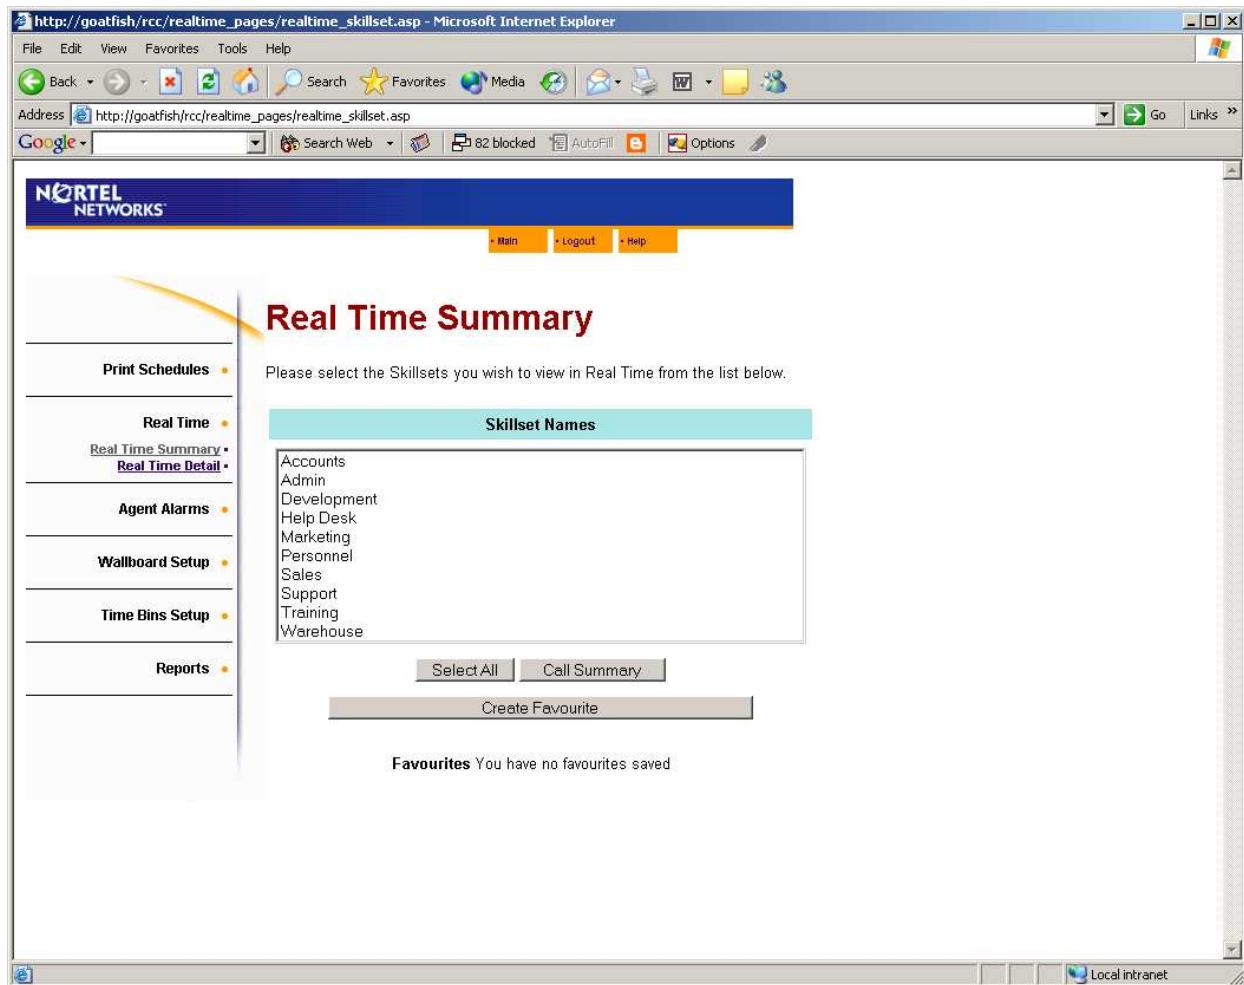 http://goatfish/rcc/realtime_pages/realtime_skillset.asp - Microsoft Internet Explorer
File Edit View Favorites Tools Help
Back Search Favorites Media
Address http://goatfish/rcc/realtime_pages/realtime_skillset.asp Go Links »
Google Search Web 82 blocked AutoFill Options
NORTEL
NETWORKS
• Main • Logout • Help
Real Time Summary
Print Schedules •
Please select the Skillsets you wish to view in Real Time from the list below.
Real Time •
Real Time Summary •
Real Time Detail •
Agent Alarms •
Wallboard Setup •
Time Bins Setup •
Reports •
Skillset Names
Accounts
Admin
Development
Help Desk
Marketing
Personnel
Sales
Support
Training
Warehouse
Select All Call Summary
Create Favourite
Favourites You have no favourites saved
Local intranet